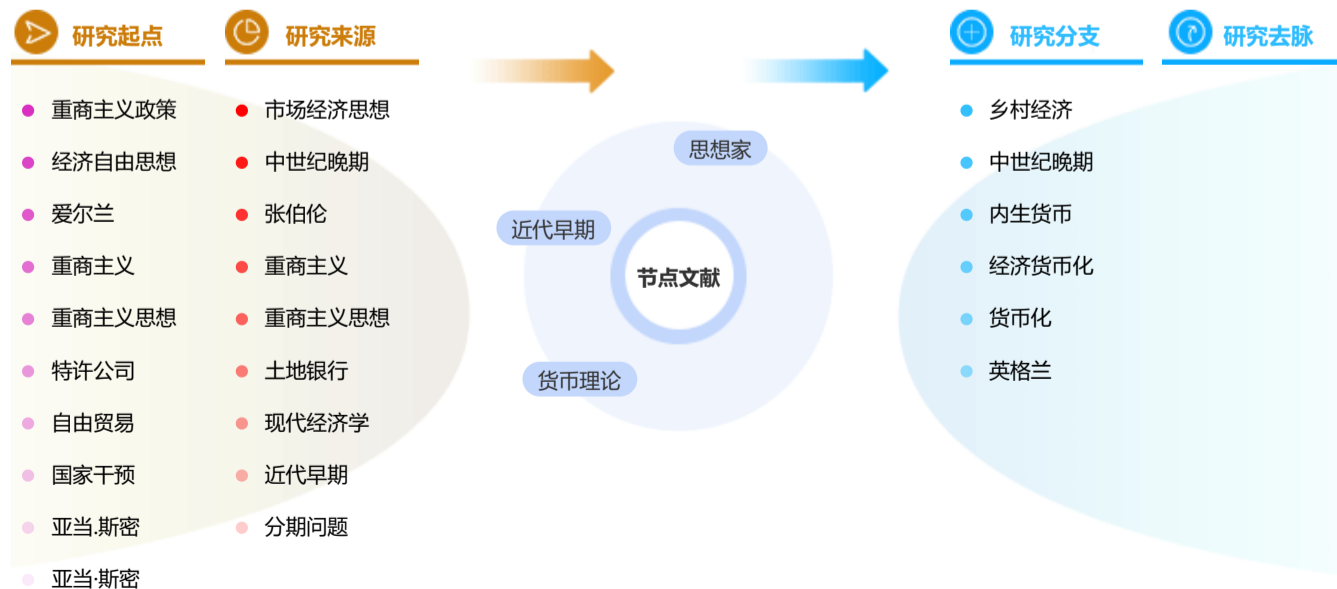 研究起点
重商主义政策
经济自由思想
爱尔兰
重商主义
重商主义思想
特许公司
自由贸易
国家干预
亚当.斯密
亚当·斯密
研究来源
市场经济思想
中世纪晚期
张伯伦
重商主义
重商主义思想
土地银行
现代经济学
近代早期
分期问题
思想家
近代早期
节点文献
货币理论
研究分支
乡村经济
中世纪晚期
内生货币
经济货币化
货币化
英格兰
研究去脉